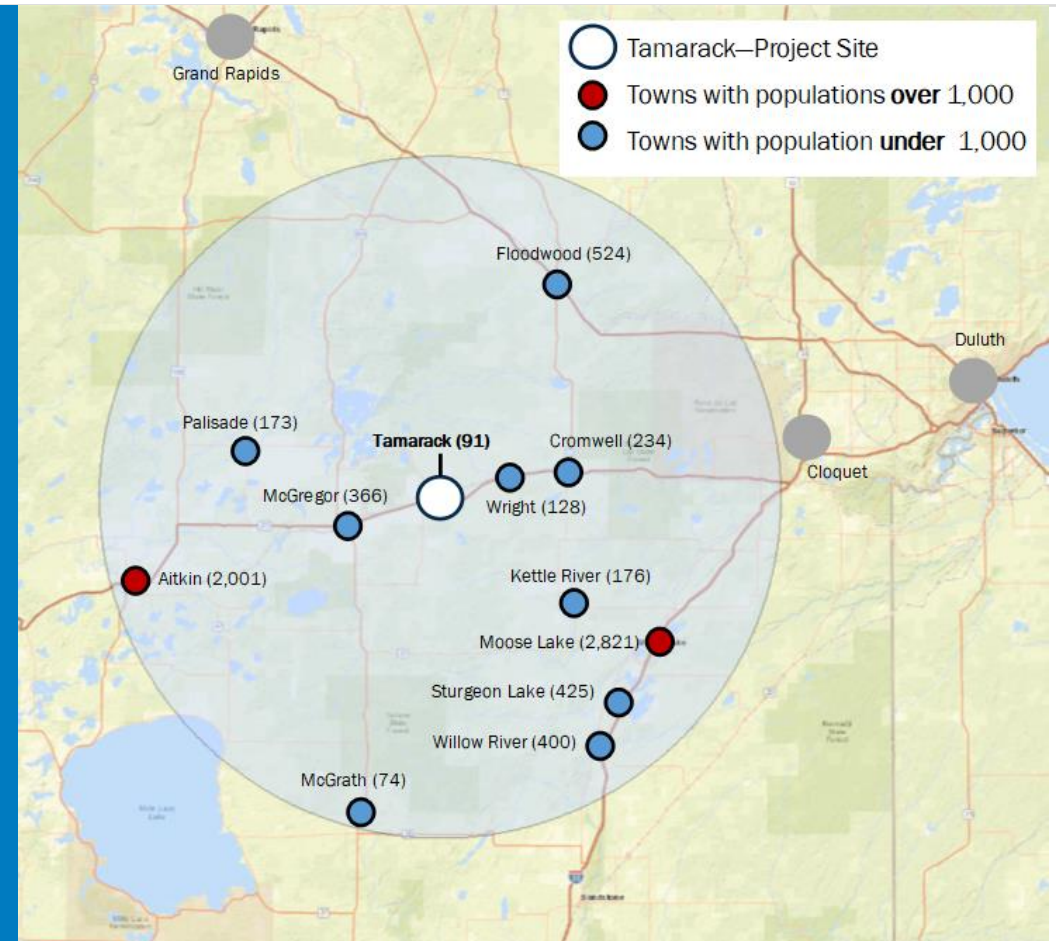 Rapids
Grand Rapids
Tamarack—Project Site
Towns with populations over 1,000
Towns with population under 1,000
Floodwood (524)
Duluth
Palisade (173)
Tamarack (91)
Cromwell (234)
Cloquet
McGregor (366)
Wright (128)
Aitkin (2,001)
Kettle River (176)
Moose Lake (2,821)
Sturgeon Lake (425)
Willow River (400)
McGrath (74)
Sandstone